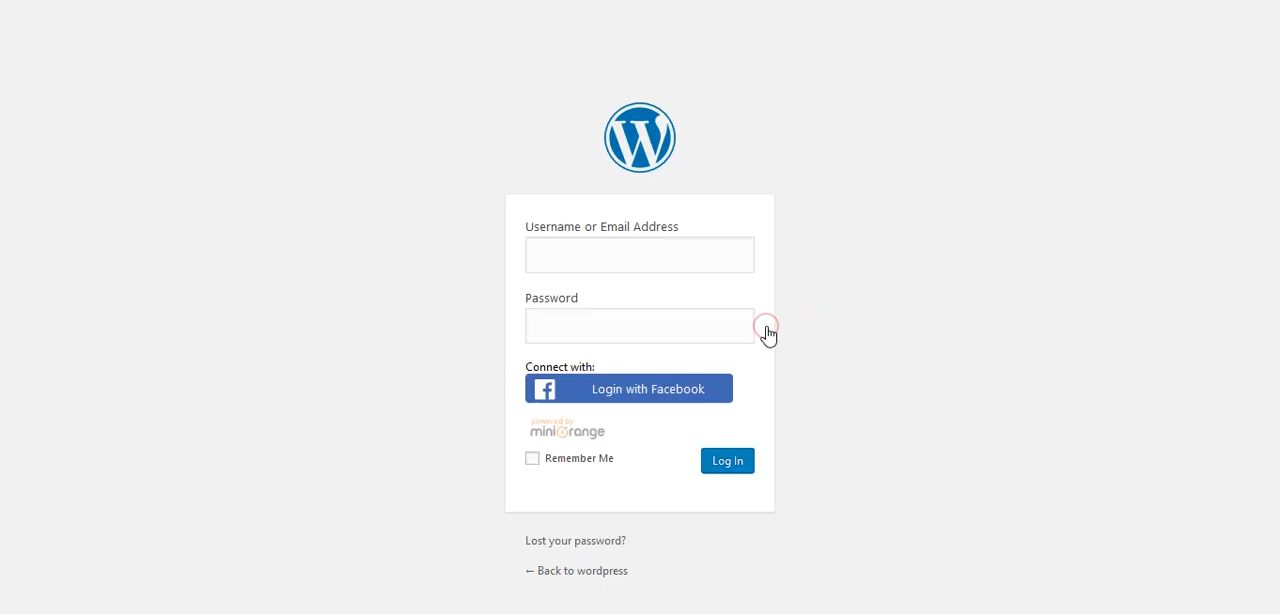 Username or Email Address
Password
Connect with:
Login with Facebook
powered by
miniOrange
Remember Me
Log In
Lost your password?
← Back to wordpress